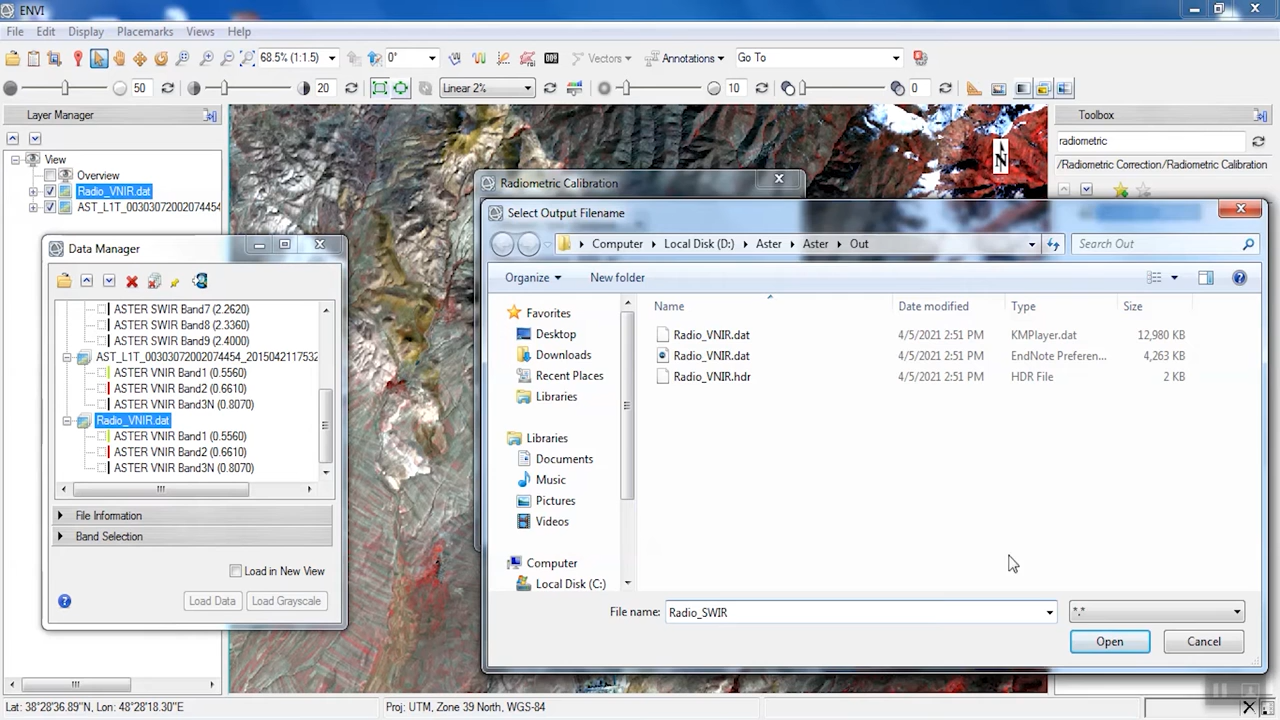 ENVI
File Edit Display Placemarks Views Help
68.5% (1:1.5) 0° Vectors Annotations Go To
50 20 Linear 2% 10 0
Layer Manager
View
Overview
Radio_VNIR.dat
AST_L1T_00303072002074454
Toolbox
radiometric
/Radiometric Correction/Radiometric Calibration
N
Radiometric Calibration
Data Manager
ASTER SWIR Band7 (2.2620)
ASTER SWIR Band8 (2.3360)
ASTER SWIR Band9 (2.4000)
AST_L1T_00303072002074454_2015042117532
ASTER VNIR Band1 (0.5560)
ASTER VNIR Band2 (0.6610)
ASTER VNIR Band3N (0.8070)
Radio_VNIR.dat
ASTER VNIR Band1 (0.5560)
ASTER VNIR Band2 (0.6610)
ASTER VNIR Band3N (0.8070)
File Information
Band Selection
Load in New View
Load Data Load Grayscale
Select Output Filename
Computer Local Disk (D:) Aster Aster Out Search Out
Organize New folder
Favorites
Desktop
Downloads
Recent Places
Libraries
Libraries
Documents
Music
Pictures
Videos
Computer
Local Disk (C:)
Name Date modified Type Size
Radio_VNIR.dat 4/5/2021 2:51 PM KMPlayer.dat 12,980 KB
Radio_VNIR.dat 4/5/2021 2:51 PM EndNote Preferen... 4,263 KB
Radio_VNIR.hdr 4/5/2021 2:51 PM HDR File 2 KB
File name: Radio_SWIR *.*
Open Cancel
Lat: 38°28'36.89"N, Lon: 48°28'18.30"E Proj: UTM, Zone 39 North, WGS-84